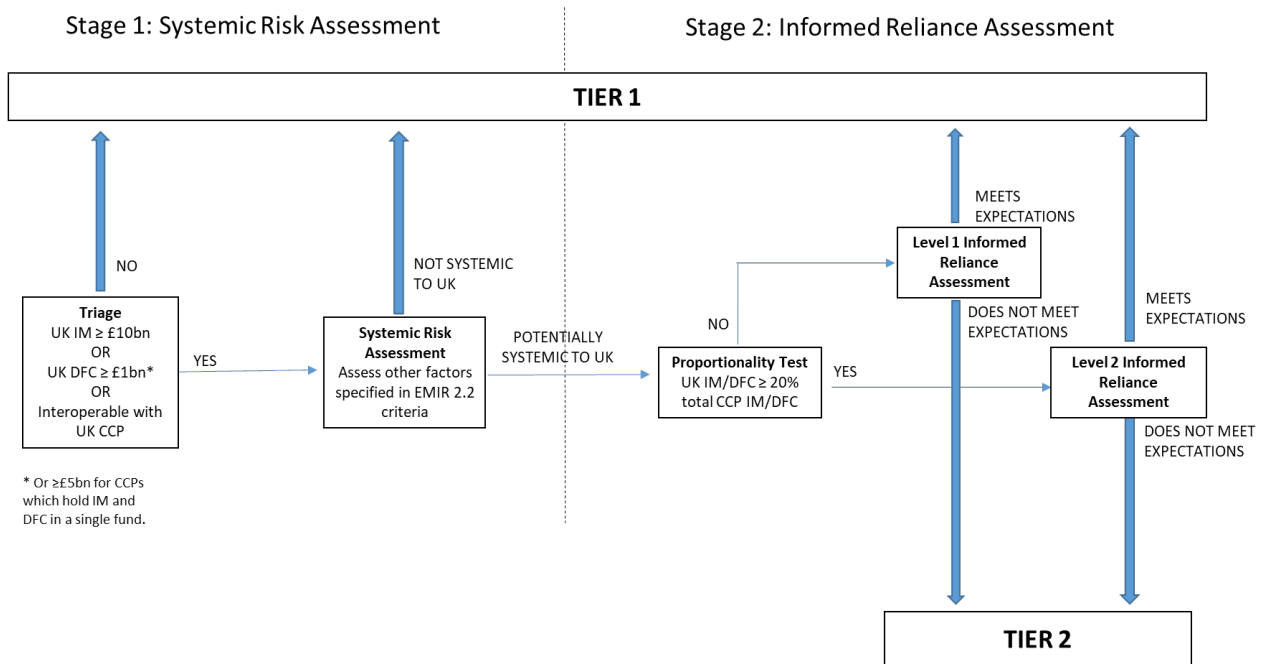 Stage 1: Systemic Risk Assessment
Stage 2: Informed Reliance Assessment
TIER 1
NO
Triage
UK IM ≥ £10bn
OR
UK DFC ≥ £1bn*
OR
Interoperable with
UK CCP
* Or ≥£5bn for CCPs
which hold IM and
DFC in a single fund.
YES
NOT SYSTEMIC
TO UK
Systemic Risk
Assessment
Assess other factors
specified in EMIR 2.2
criteria
POTENTIALLY
SYSTEMIC TO UK
NO
Proportionality Test
UK IM/DFC ≥ 20%
total CCP IM/DFC
YES
MEETS
EXPECTATIONS
Level 1 Informed
Reliance
Assessment
DOES NOT MEET
EXPECTATIONS
MEETS
EXPECTATIONS
Level 2 Informed
Reliance
Assessment
DOES NOT MEET
EXPECTATIONS
TIER 2